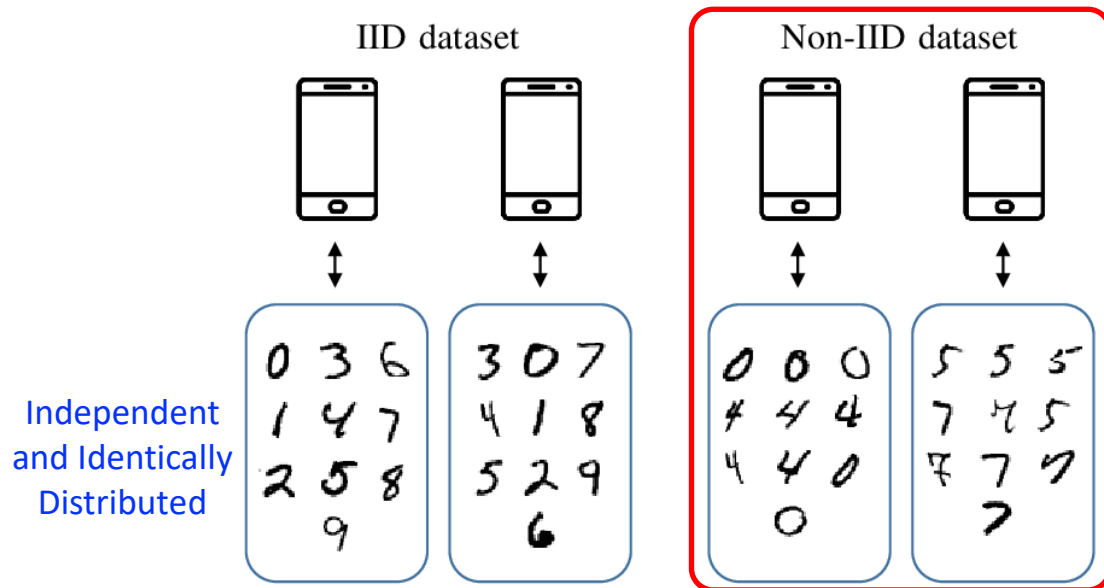 IID dataset
Non-IID dataset
Independent
and Identically
Distributed
0 3 6
1 4 7
2 5 8
9
3 0 7
4 1 8
5 2 9
6
0 0 0
4 4 4
4 4 0
0
5 5 5
7 7 5
7 7 7
7